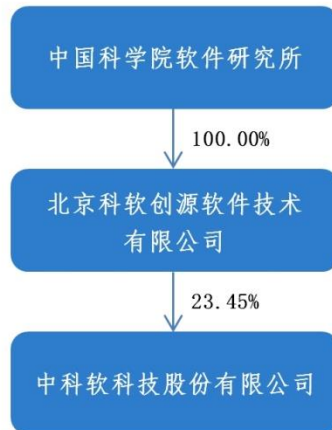 中国科学院软件研究所
100.00%
北京科软创源软件技术
有限公司
23.45%
中科软科技股份有限公司